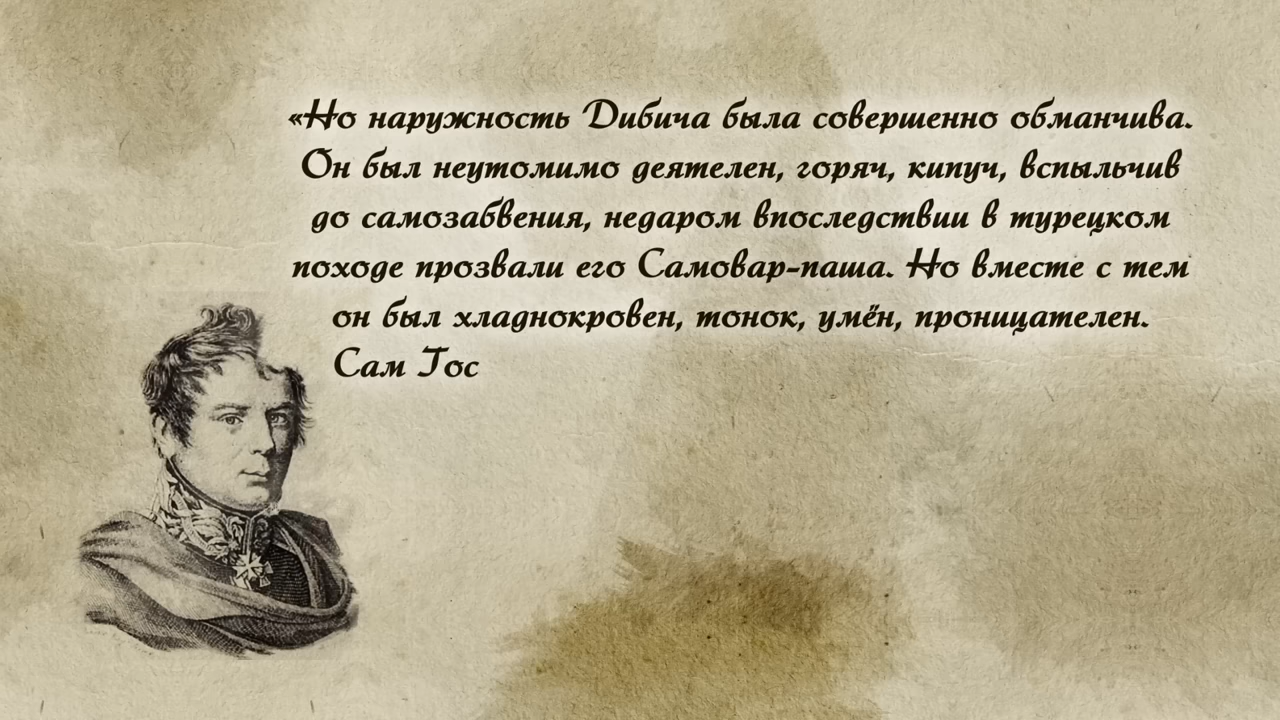 «Но наружность Дибича была совершенно обманчива.
Он был неутомимо деятелен, горяч, кипуч, вспыльчив
до самозабвения, недаром впоследствии в турецком
походе прозвали его Самовар-паша. Но вместе с тем
он был хладнокровен, тонок, умён, проницателен.
Сам Гос